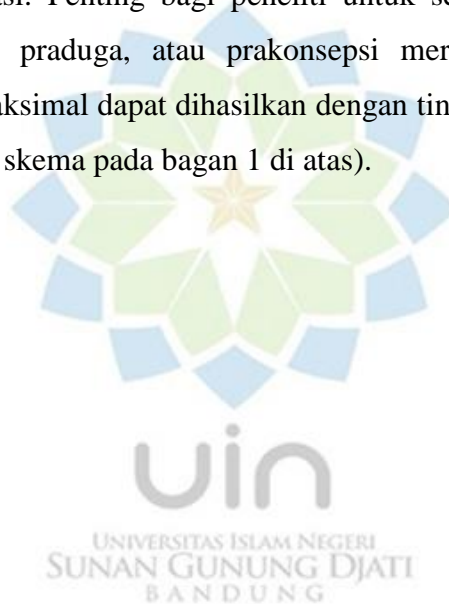 asi. Penting bagi peneliti untuk se
praduga, atau prakonsepsi mer
aksimal dapat dihasilkan dengan tin
skema pada bagan 1 di atas).
uin
UNIVERSITAS ISLAM NEGERI
SUNAN GUNUNG DJATI
BANDUNG